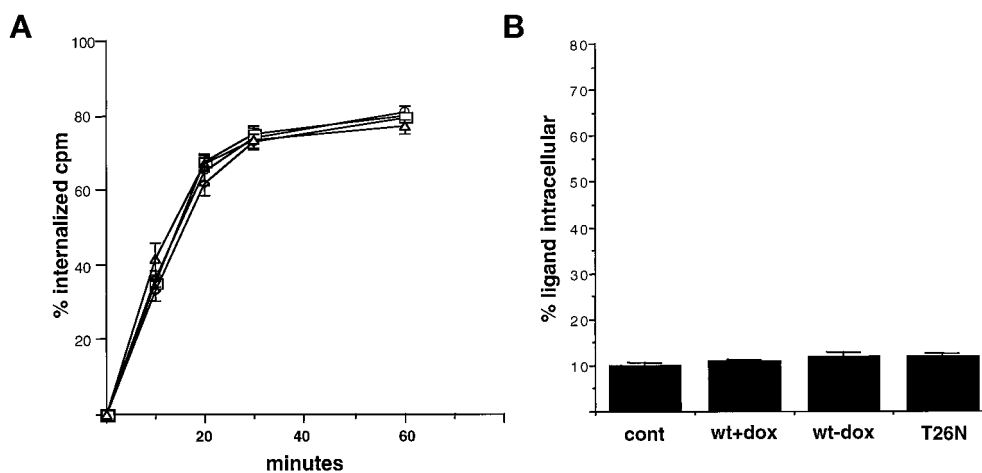 A
% internalized cpm
100
80
60
40
20
20
40
60
minutes
B
% ligand intracellular
80
70
60
50
40
30
20
10
cont
wt+dox
wt-dox
T26N